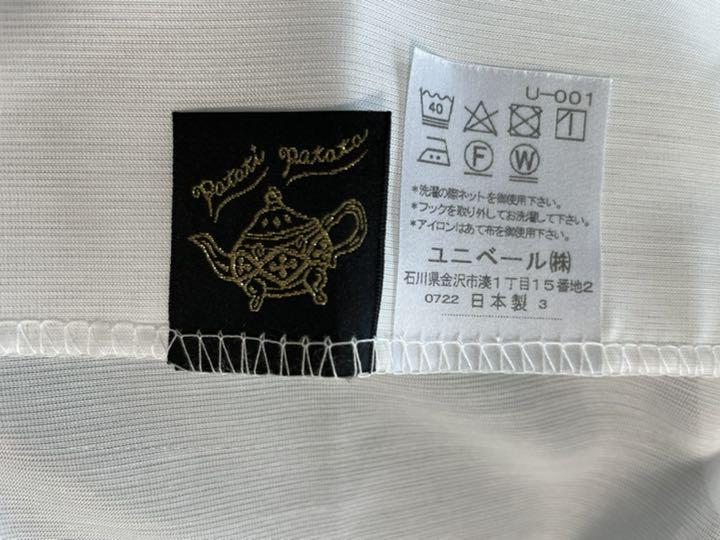 Patati Patata
U-001
40
F W
*洗濯の際ネットを御使用下さい。
*フックを取り外してお洗濯して下さい。
*アイロンはあて布を御使用下さい。
ユニベール㈱
石川県金沢市湊1丁目15番地2
0722 日本製 3